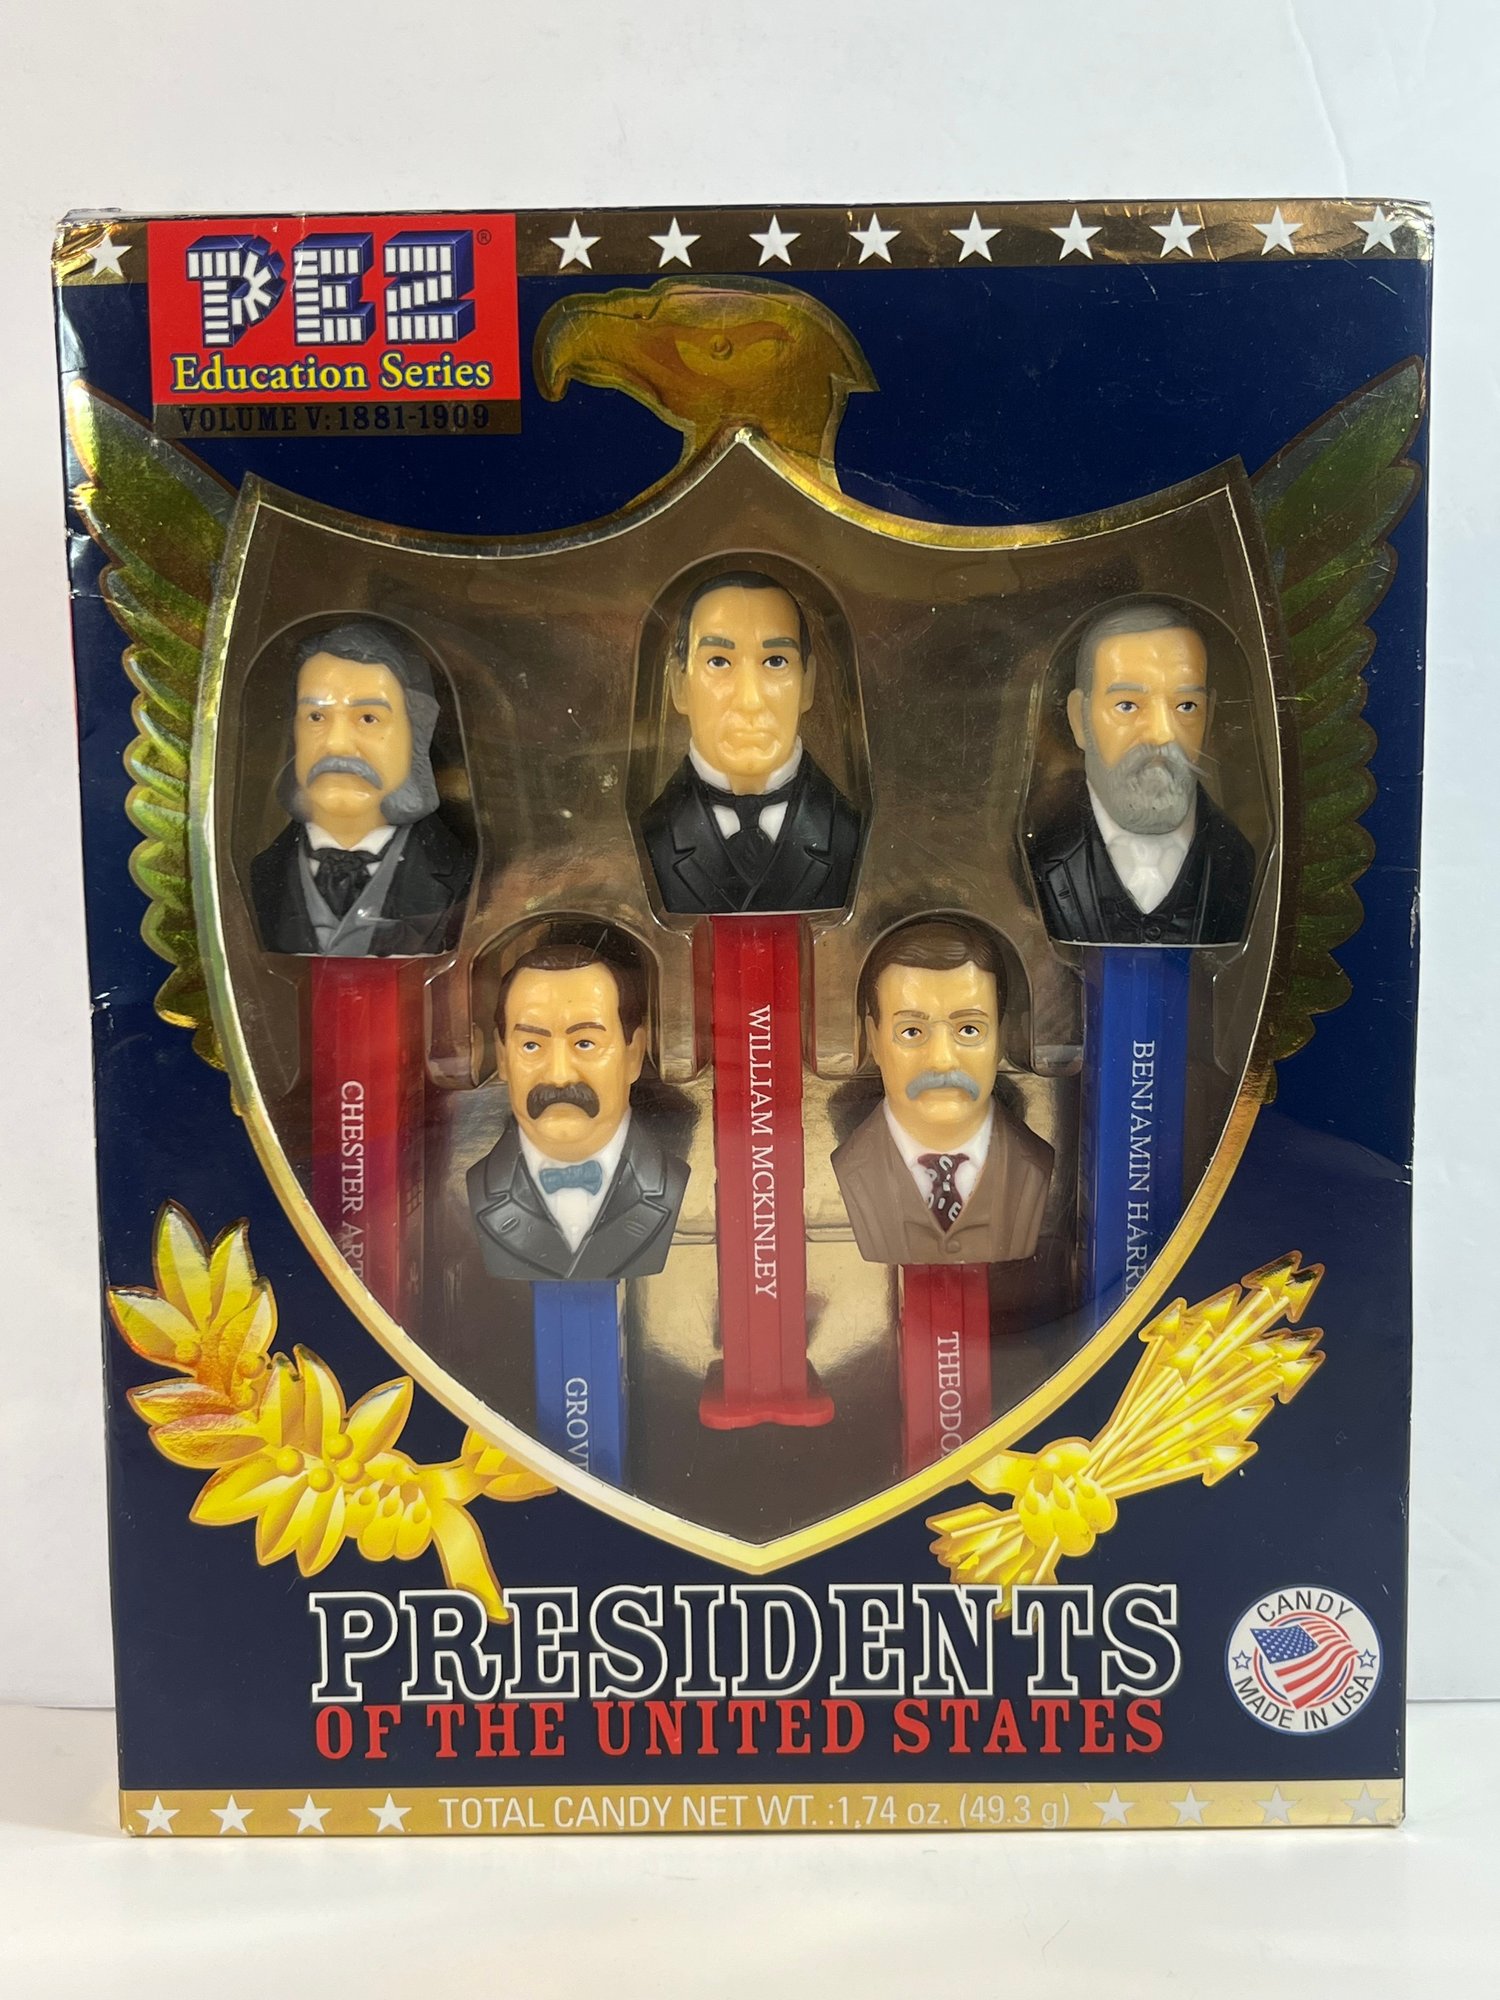 PEZ®
Education Series
VOLUME V: 1881-1909
CHESTER ART
GROV
WILLIAM MCKINLEY
THEODO
BENJAMIN HARRI
PRESIDENTS
OF THE UNITED STATES
CANDY
MADE IN USA
TOTAL CANDY NET WT.:1.74 oz. (49.3 g)